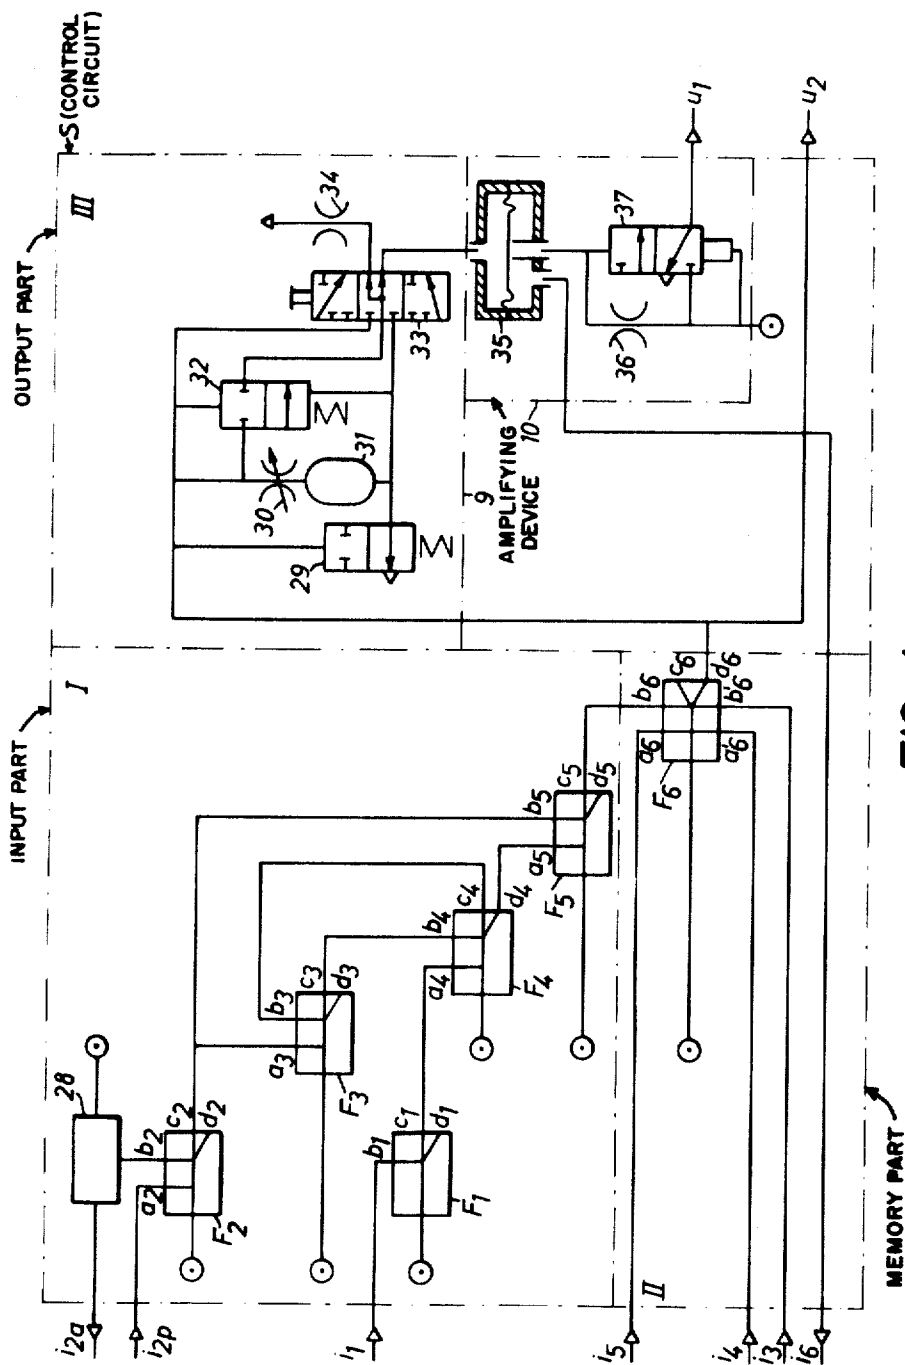 S (CONTROL CIRCUIT)
OUTPUT PART
III
34
33
32
31
30
29
35
36
37
u1
u2
9
10
AMPLIFYING DEVICE
INPUT PART
I
28
i2a
i2p
a2
b2
c2
d2
F2
a3
b3
c3
d3
F3
i1
b1
c1
d1
F1
a4
b4
c4
d4
F4
a5
b5
c5
d5
F5
a6
b6
c6
d6
a'6
b'6
F6
II
i5
i4
i3
i6
MEMORY PART